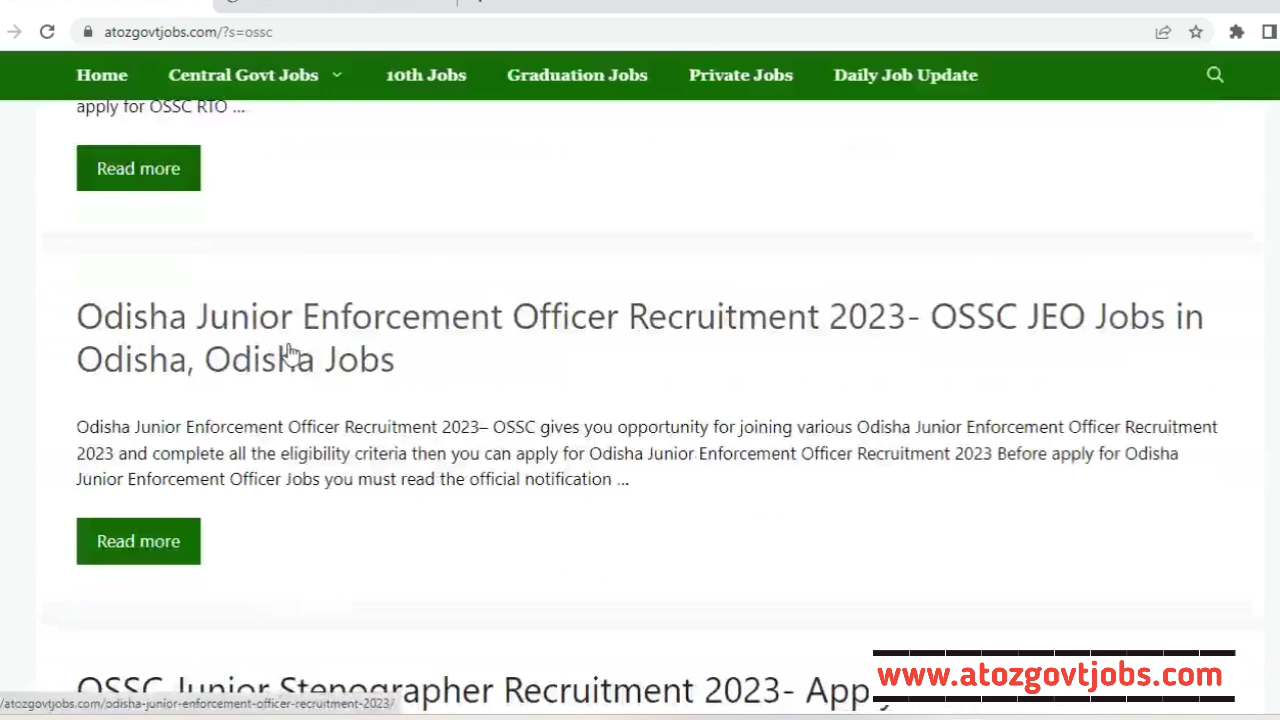 atozgovtjobs.com/?s=ossc
Home Central Govt Jobs 10th Jobs Graduation Jobs Private Jobs Daily Job Update
apply for OSSC RTO ...
Read more
Odisha Junior Enforcement Officer Recruitment 2023- OSSC JEO Jobs in
Odisha, Odisha Jobs
Odisha Junior Enforcement Officer Recruitment 2023– OSSC gives you opportunity for joining various Odisha Junior Enforcement Officer Recruitment
2023 and complete all the eligibility criteria then you can apply for Odisha Junior Enforcement Officer Recruitment 2023 Before apply for Odisha
Junior Enforcement Officer Jobs you must read the official notification ...
Read more
OSSC Junior Stenographer Recruitment 2023- Apply
www.atozgovtjobs.com
/atozgovtjobs.com/odisha-junior-enforcement-officer-recruitment-2023/